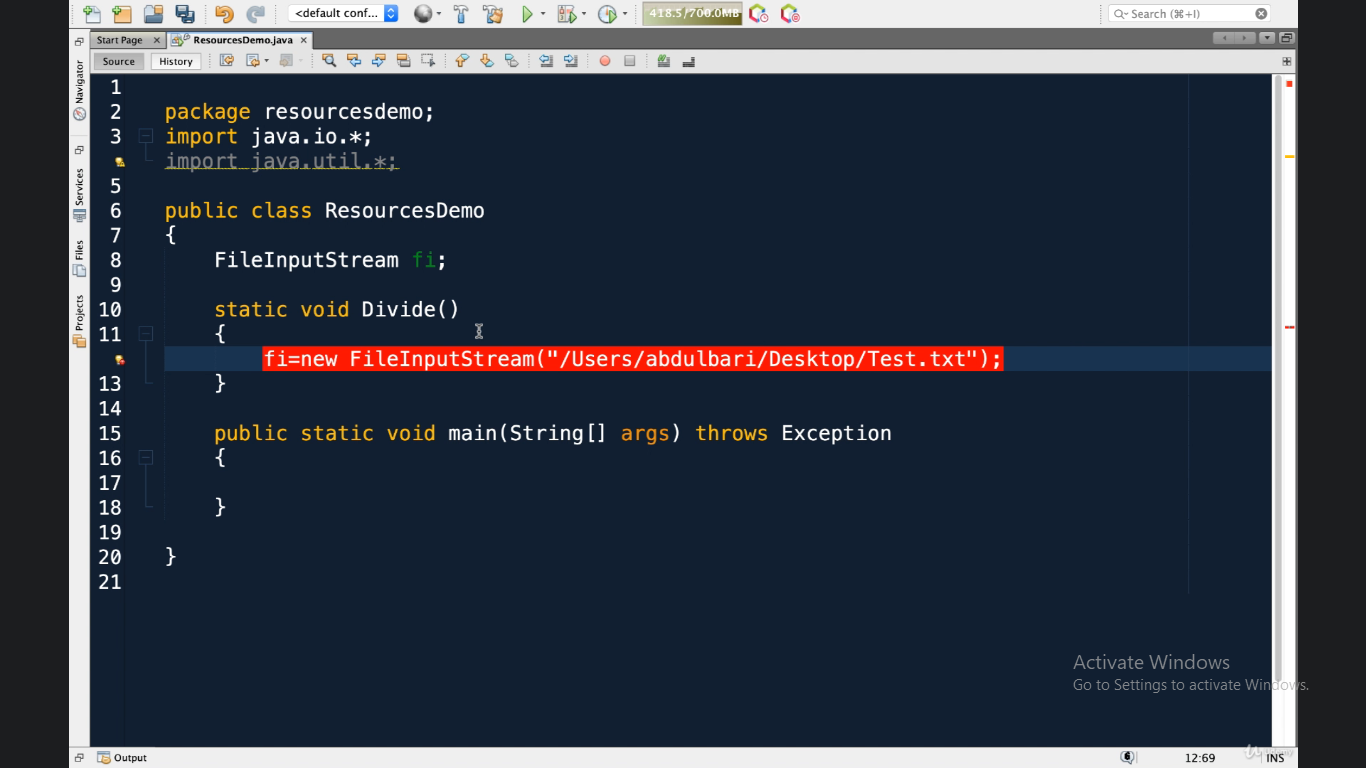 <default conf...
418.5/700.0MB
Search (⌘+I)
Start Page
ResourcesDemo.java
Source
History
Navigator
Services
Files
Projects
1
2 package resourcesdemo;
3 import java.io.*;
import java.util.*;
5
6 public class ResourcesDemo
7 {
8 FileInputStream fi;
9
10 static void Divide()
11 {
fi=new FileInputStream("/Users/abdulbari/Desktop/Test.txt");
13 }
14
15 public static void main(String[] args) throws Exception
16 {
17
18 }
19
20 }
21
Activate Windows
Go to Settings to activate Windows.
Output
6
12:69
INS